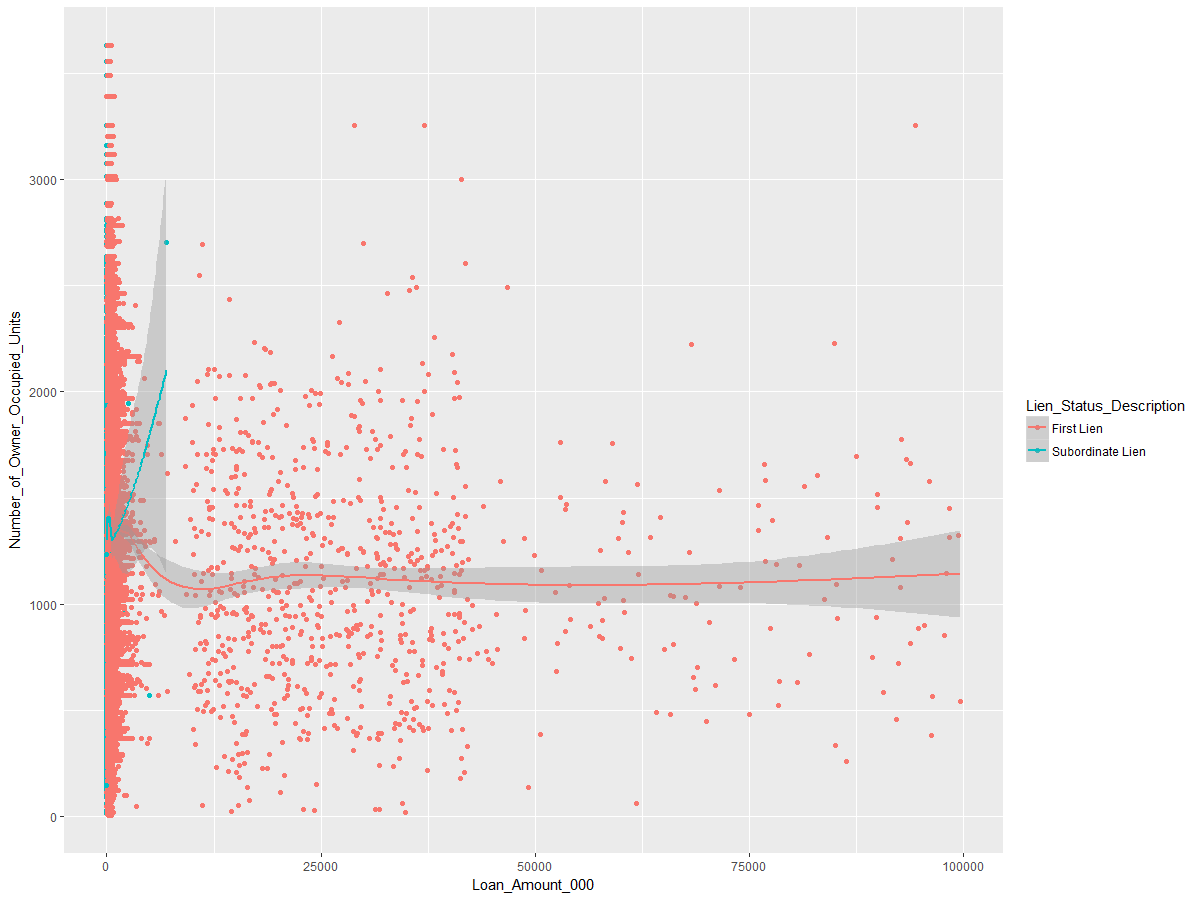 3000
2000
1000
0
Number_of_Owner_Occupied_Units
0
25000
50000
75000
100000
Loan_Amount_000
Lien_Status_Description
First Lien
Subordinate Lien